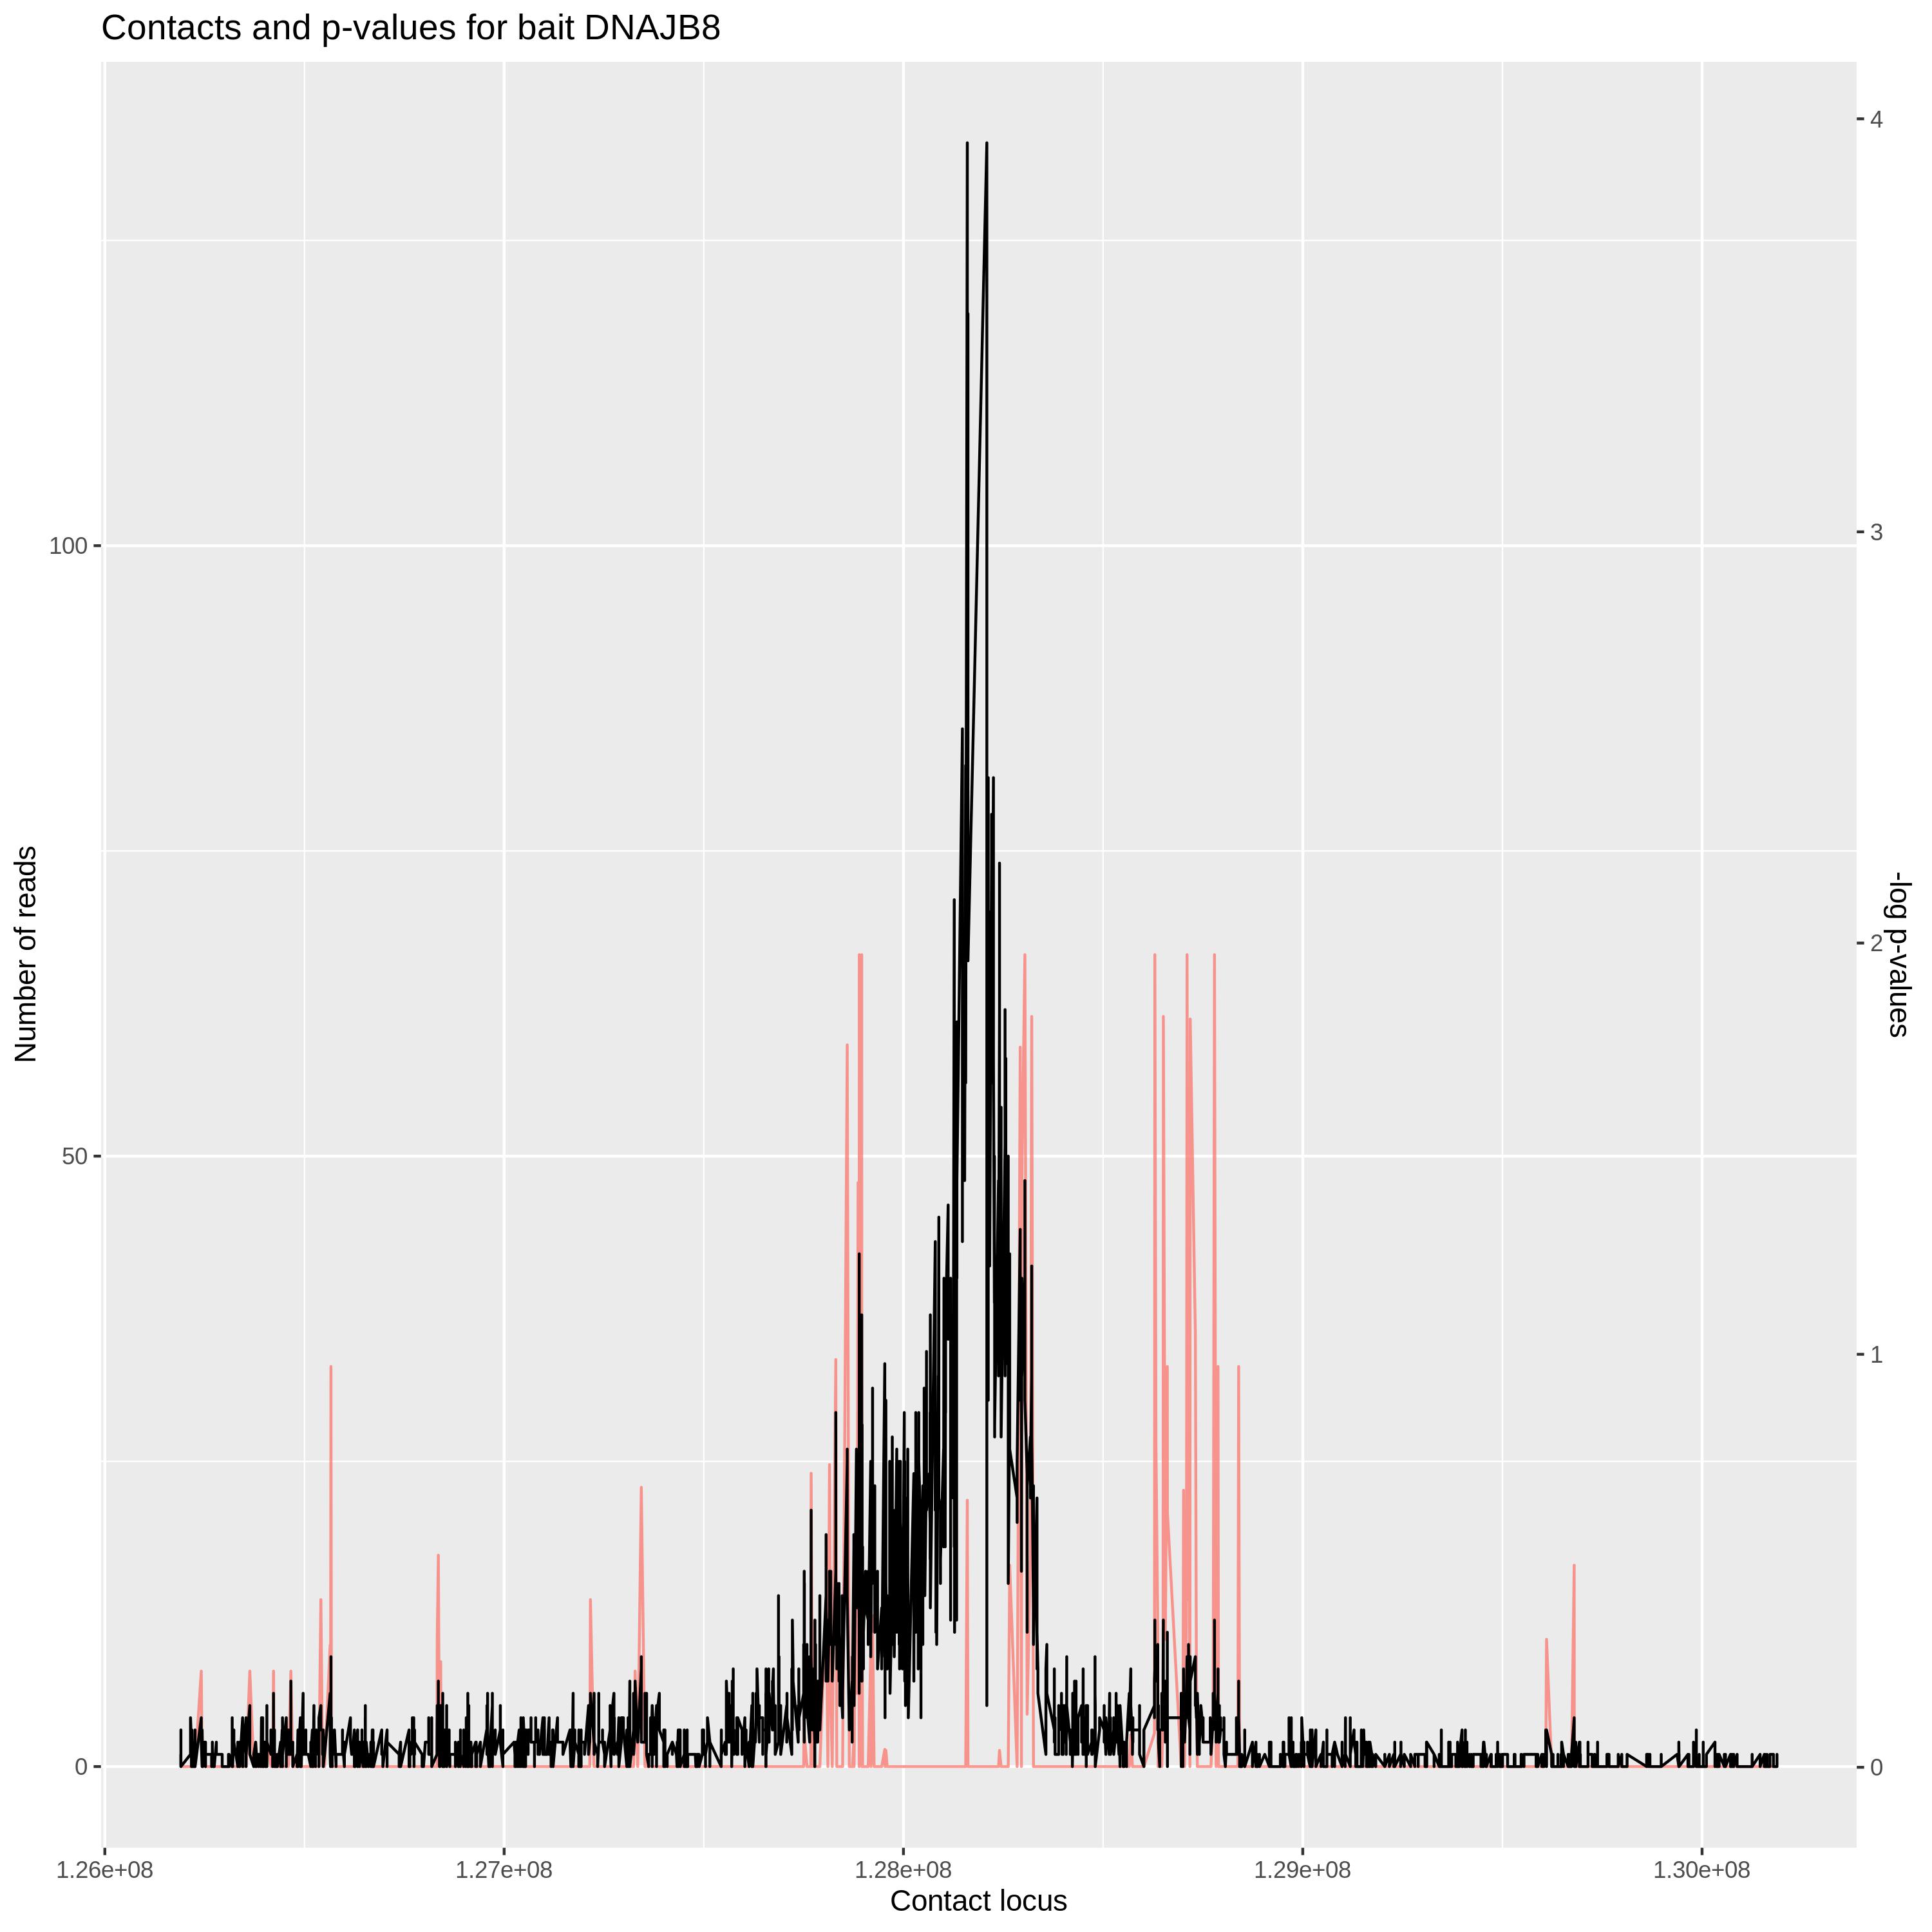 Contacts and p-values for bait DNAJB8
Number of reads
100
50
0
4
3
2
1
0
-log p-values
1.26e+08
1.27e+08
1.28e+08
1.29e+08
1.30e+08
Contact locus